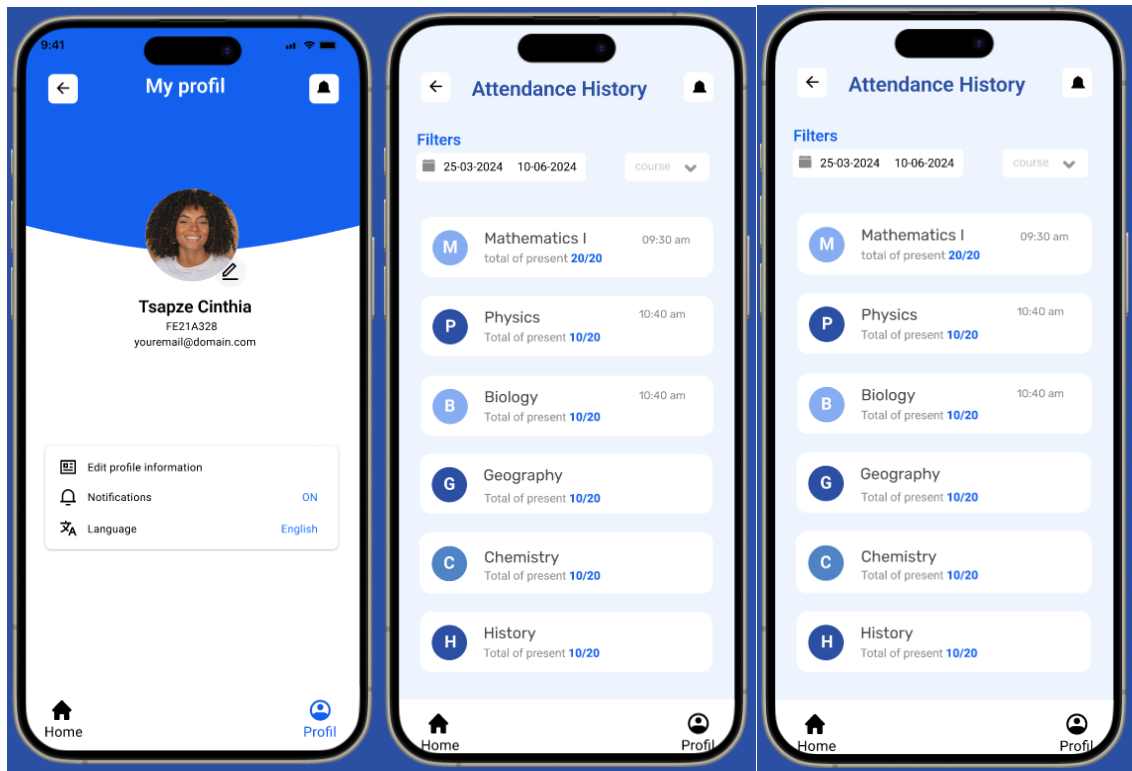 9:41
My profil
Tsapze Cinthia
FE21A328
youremail@domain.com
Edit profile information
Notifications ON
Language English
Home Profil
Attendance History
Filters
25-03-2024 10-06-2024 course
M Mathematics I 09:30 am
total of present 20/20
P Physics 10:40 am
Total of present 10/20
B Biology 10:40 am
Total of present 10/20
G Geography
Total of present 10/20
C Chemistry
Total of present 10/20
H History
Total of present 10/20
Home Profil
Attendance History
Filters
25-03-2024 10-06-2024 course
M Mathematics I 09:30 am
total of present 20/20
P Physics 10:40 am
Total of present 10/20
B Biology 10:40 am
Total of present 10/20
G Geography
Total of present 10/20
C Chemistry
Total of present 10/20
H History
Total of present 10/20
Home Profil